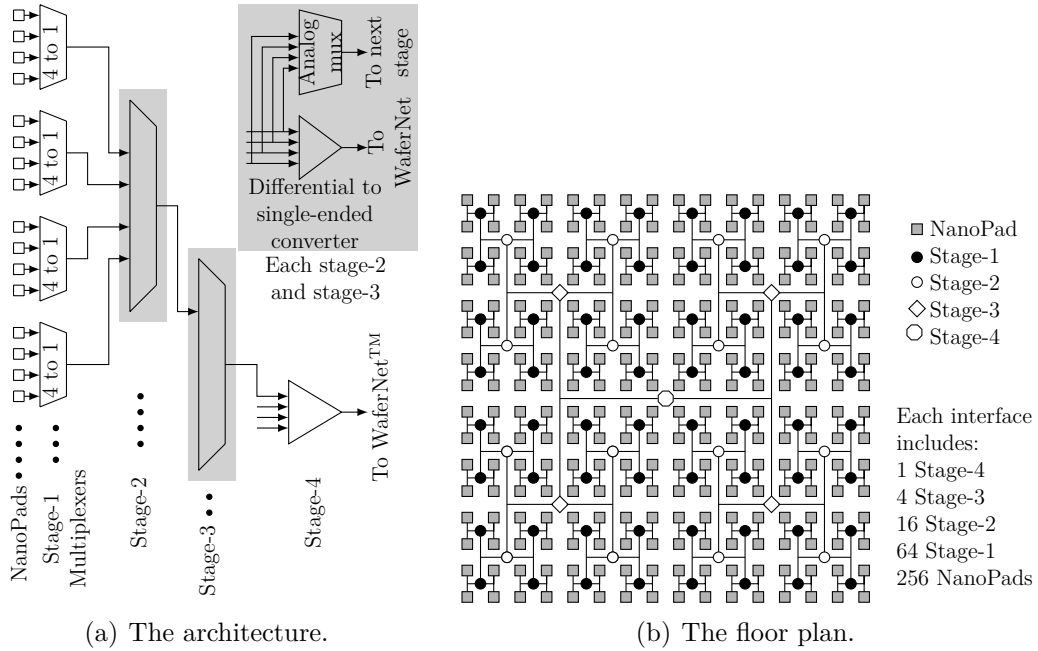 4 to 1
4 to 1
4 to 1
4 to 1
Analog
mux
To next
stage
To
WaferNet
Differential to
single-ended
converter
Each stage-2
and stage-3
To WaferNet™
NanoPads
Stage-1
Multiplexers
Stage-2
Stage-3
Stage-4
(a) The architecture.
NanoPad
Stage-1
Stage-2
Stage-3
Stage-4
Each interface
includes:
1 Stage-4
4 Stage-3
16 Stage-2
64 Stage-1
256 NanoPads
(b) The floor plan.